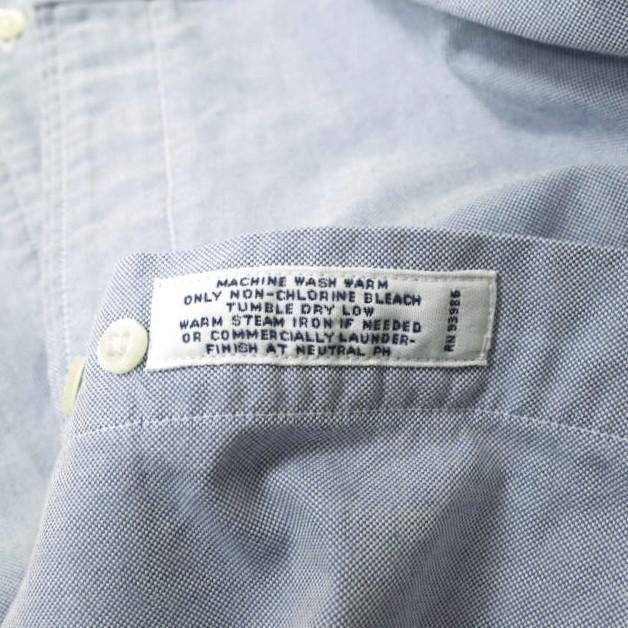 MACHINE WASH WARM
ONLY NON-CHLORINE BLEACH
TUMBLE DRY LOW
WARM STEAM IRON IF NEEDED
OR COMMERCIALLY LAUNDER-
FINISH AT NEUTRAL PH
RN 93986